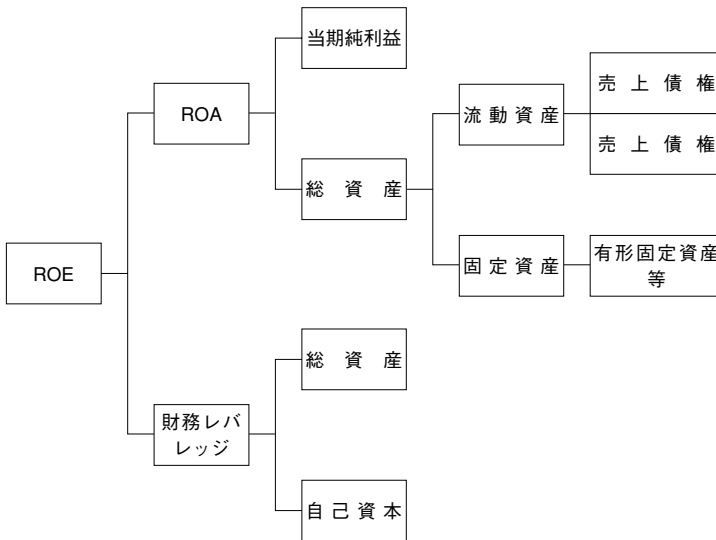 当期純利益
売上債権
ROA
流動資産
売上債権
総資産
ROE
固定資産
有形固定資産
等
総資産
財務レバ
レッジ
自己資本